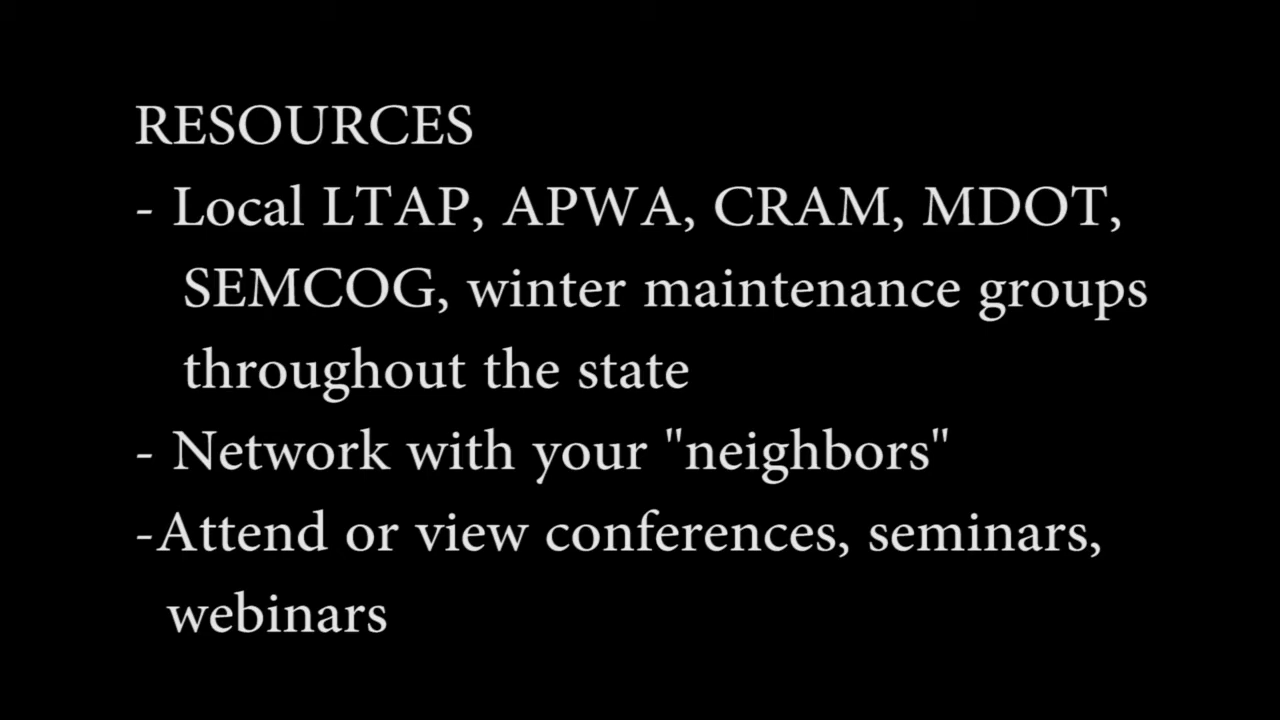 RESOURCES
- Local LTAP, APWA, CRAM, MDOT,
SEMCOG, winter maintenance groups
throughout the state
- Network with your "neighbors"
-Attend or view conferences, seminars,
webinars